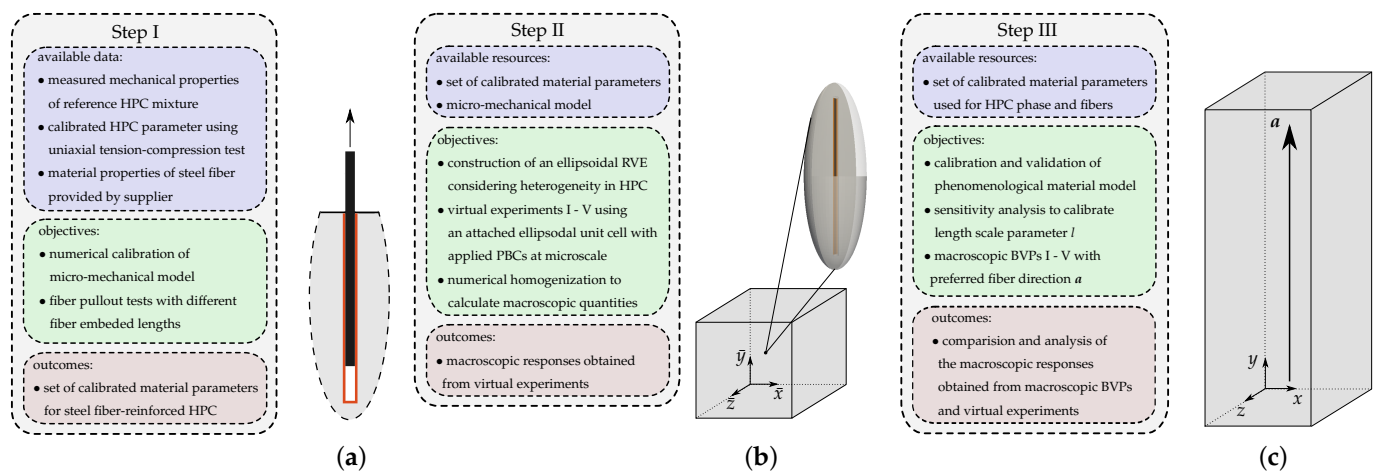 Step I
available data:
● measured mechanical properties
of reference HPC mixture
● calibrated HPC parameter using
uniaxial tension-compression test
● material properties of steel fiber
provided by supplier
objectives:
● numerical calibration of
micro-mechanical model
● fiber pullout tests with different
fiber embeded lengths
outcomes:
● set of calibrated material parameters
for steel fiber-reinforced HPC
(a)
Step II
available resources:
● set of calibrated material parameters
● micro-mechanical model
objectives:
● construction of an ellipsoidal RVE
considering heterogeneity in HPC
● virtual experiments I - V using
an attached ellipsodal unit cell with
applied PBCs at microscale
● numerical homogenization to
calculate macroscopic quantities
outcomes:
● macroscopic responses obtained
from virtual experiments
ȳ
x̄
z̄
(b)
Step III
available resources:
● set of calibrated material parameters
used for HPC phase and fibers
objectives:
● calibration and validation of
phenomenological material model
● sensitivity analysis to calibrate
length scale parameter l
● macroscopic BVPs I - V with
preferred fiber direction a
outcomes:
● comparision and analysis of
the macroscopic responses
obtained from macroscopic BVPs
and virtual experiments
a
y
x
z
(c)